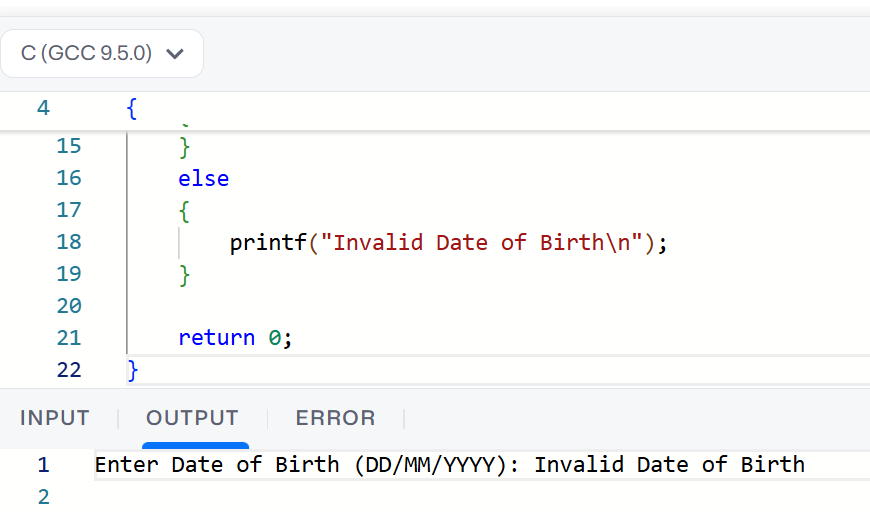 C (GCC 9.5.0)
4 {
15 }
16 else
17 {
18 printf("Invalid Date of Birth\n");
19 }
20
21 return 0;
22 }
INPUT OUTPUT ERROR
1 Enter Date of Birth (DD/MM/YYYY): Invalid Date of Birth
2